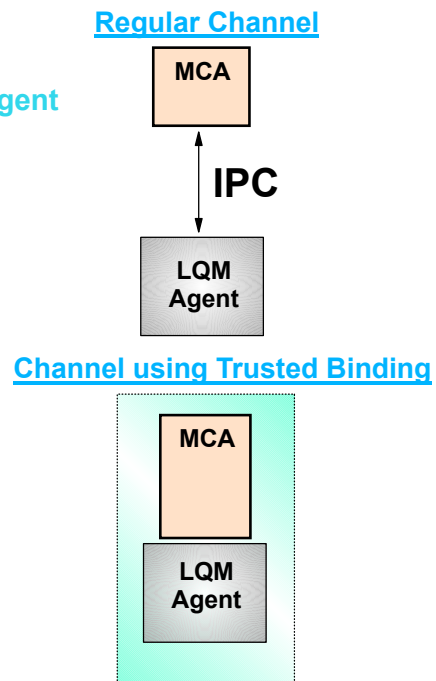 Regular Channel
MCA
gent
IPC
LQM
Agent
Channel using Trusted Binding
MCA
LQM
Agent